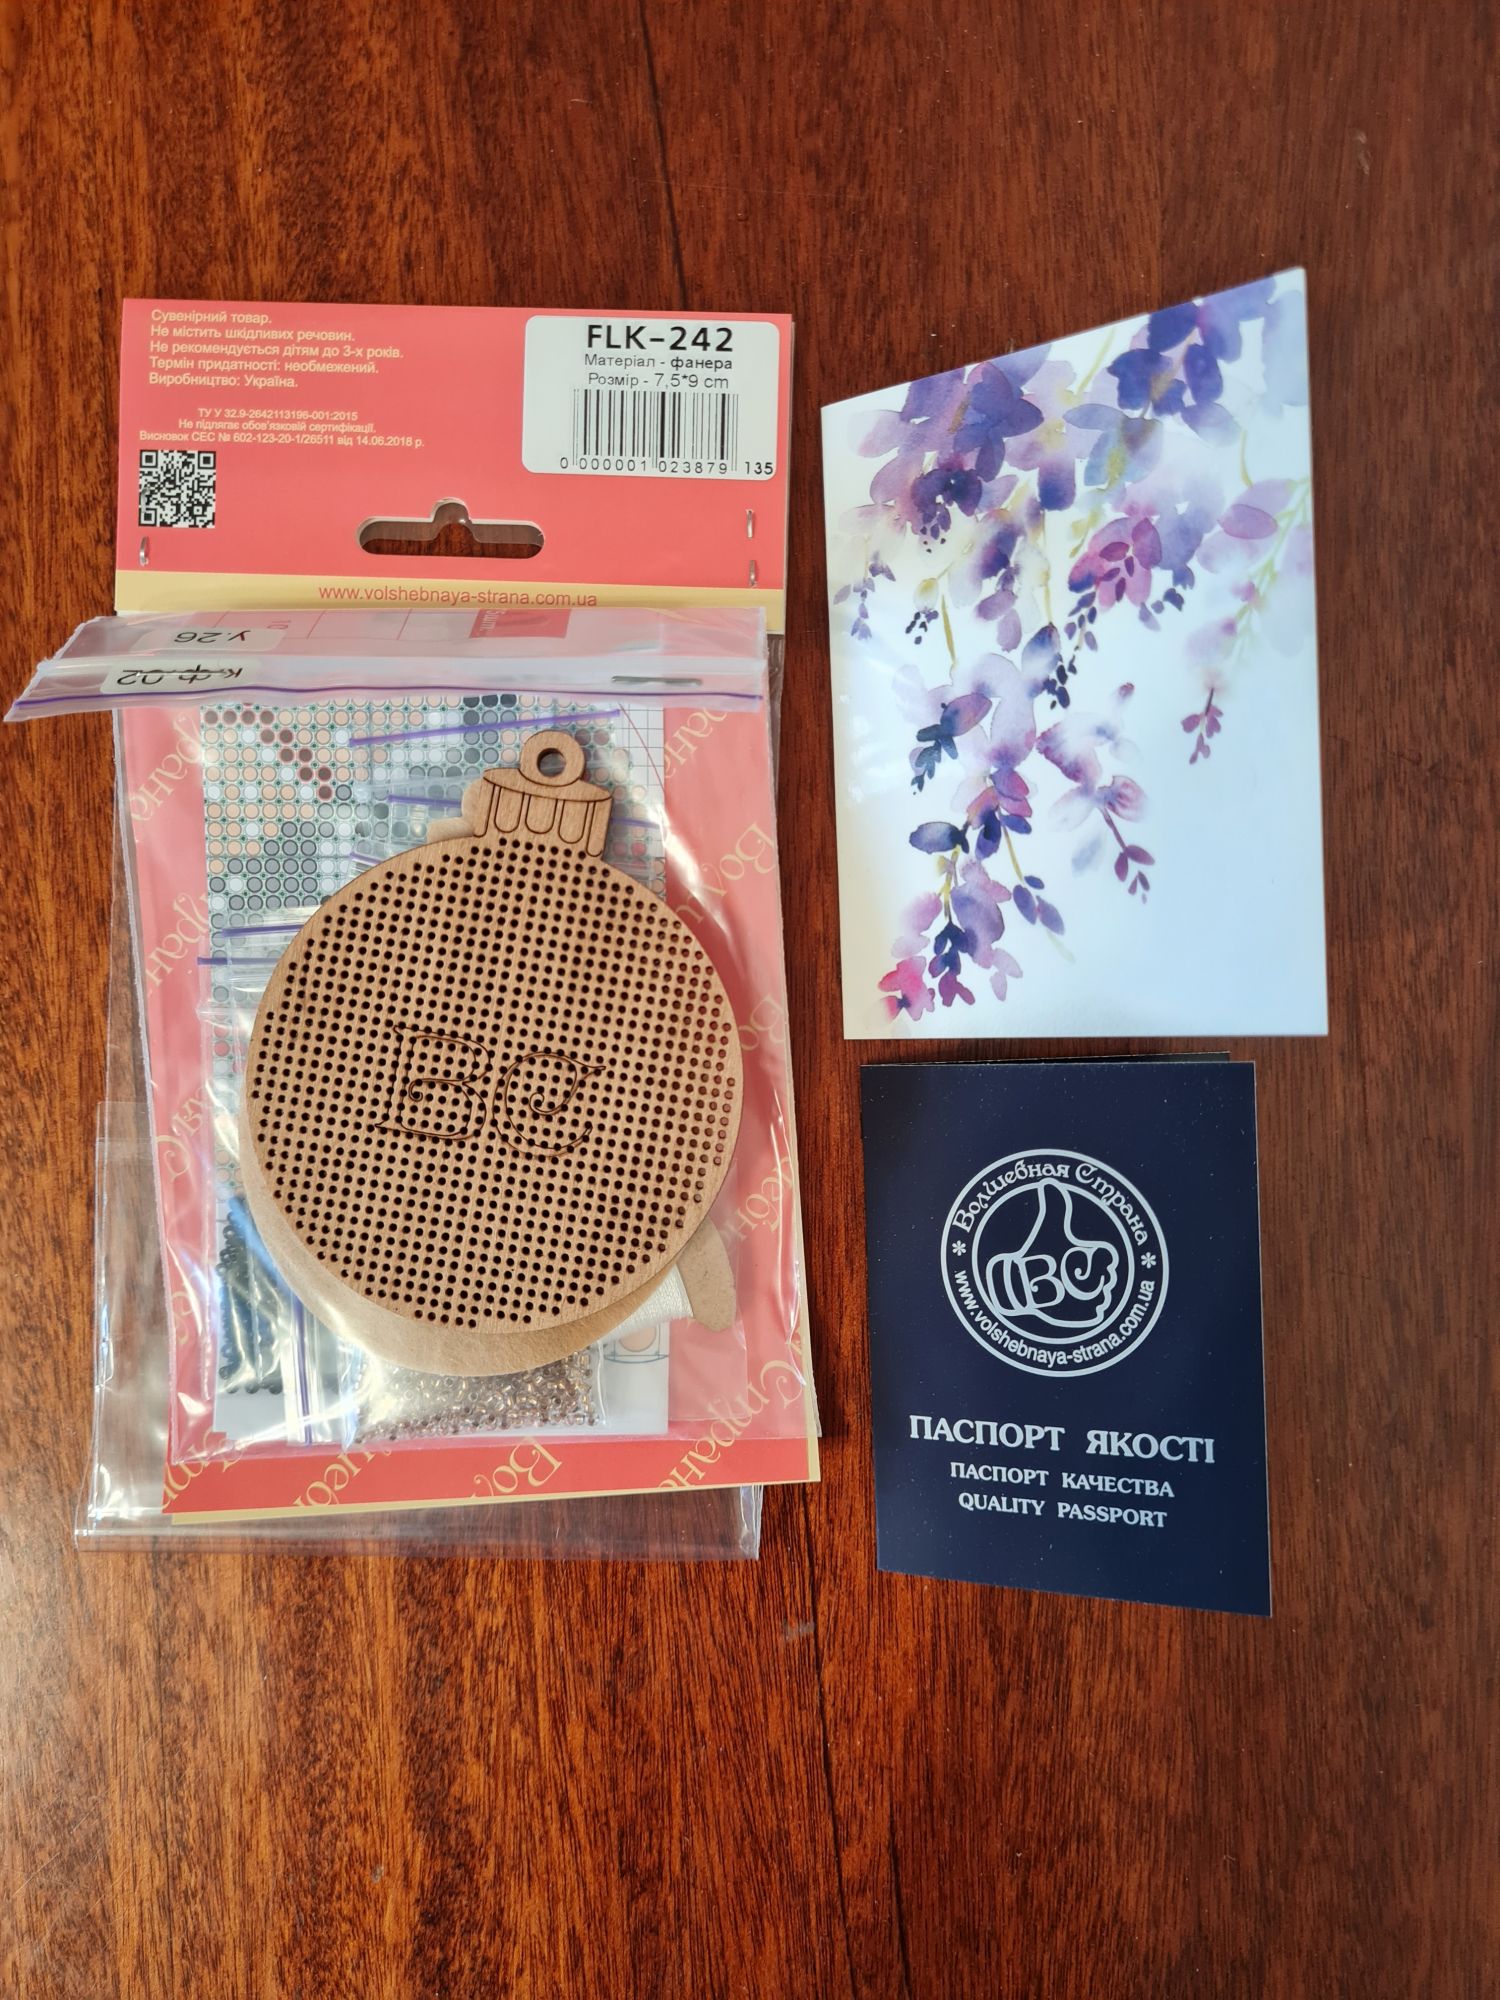 Сувенірний товар.
Не містить шкідливих речовин.
Не рекомендується дітям до 3-х років.
Термін придатності: необмежений.
Виробництво: Україна.
ТУ У 32.9-2642113196-001:2015
Не підлягає обов'язковій сертифікації.
Висновок СЕС № 602-123-20-1/26511 від 14.06.2018 р.
FLK-242
Матеріал - фанера
Розмір - 7,5*9 cm
0 000001 023879 135
www.volshebnaya-strana.com.ua
У.26
к.ф.02
ВС
Волшебная Страна
ВС
www.volshebnaya-strana.com.ua
ПАСПОРТ ЯКОСТІ
ПАСПОРТ КАЧЕСТВА
QUALITY PASSPORT